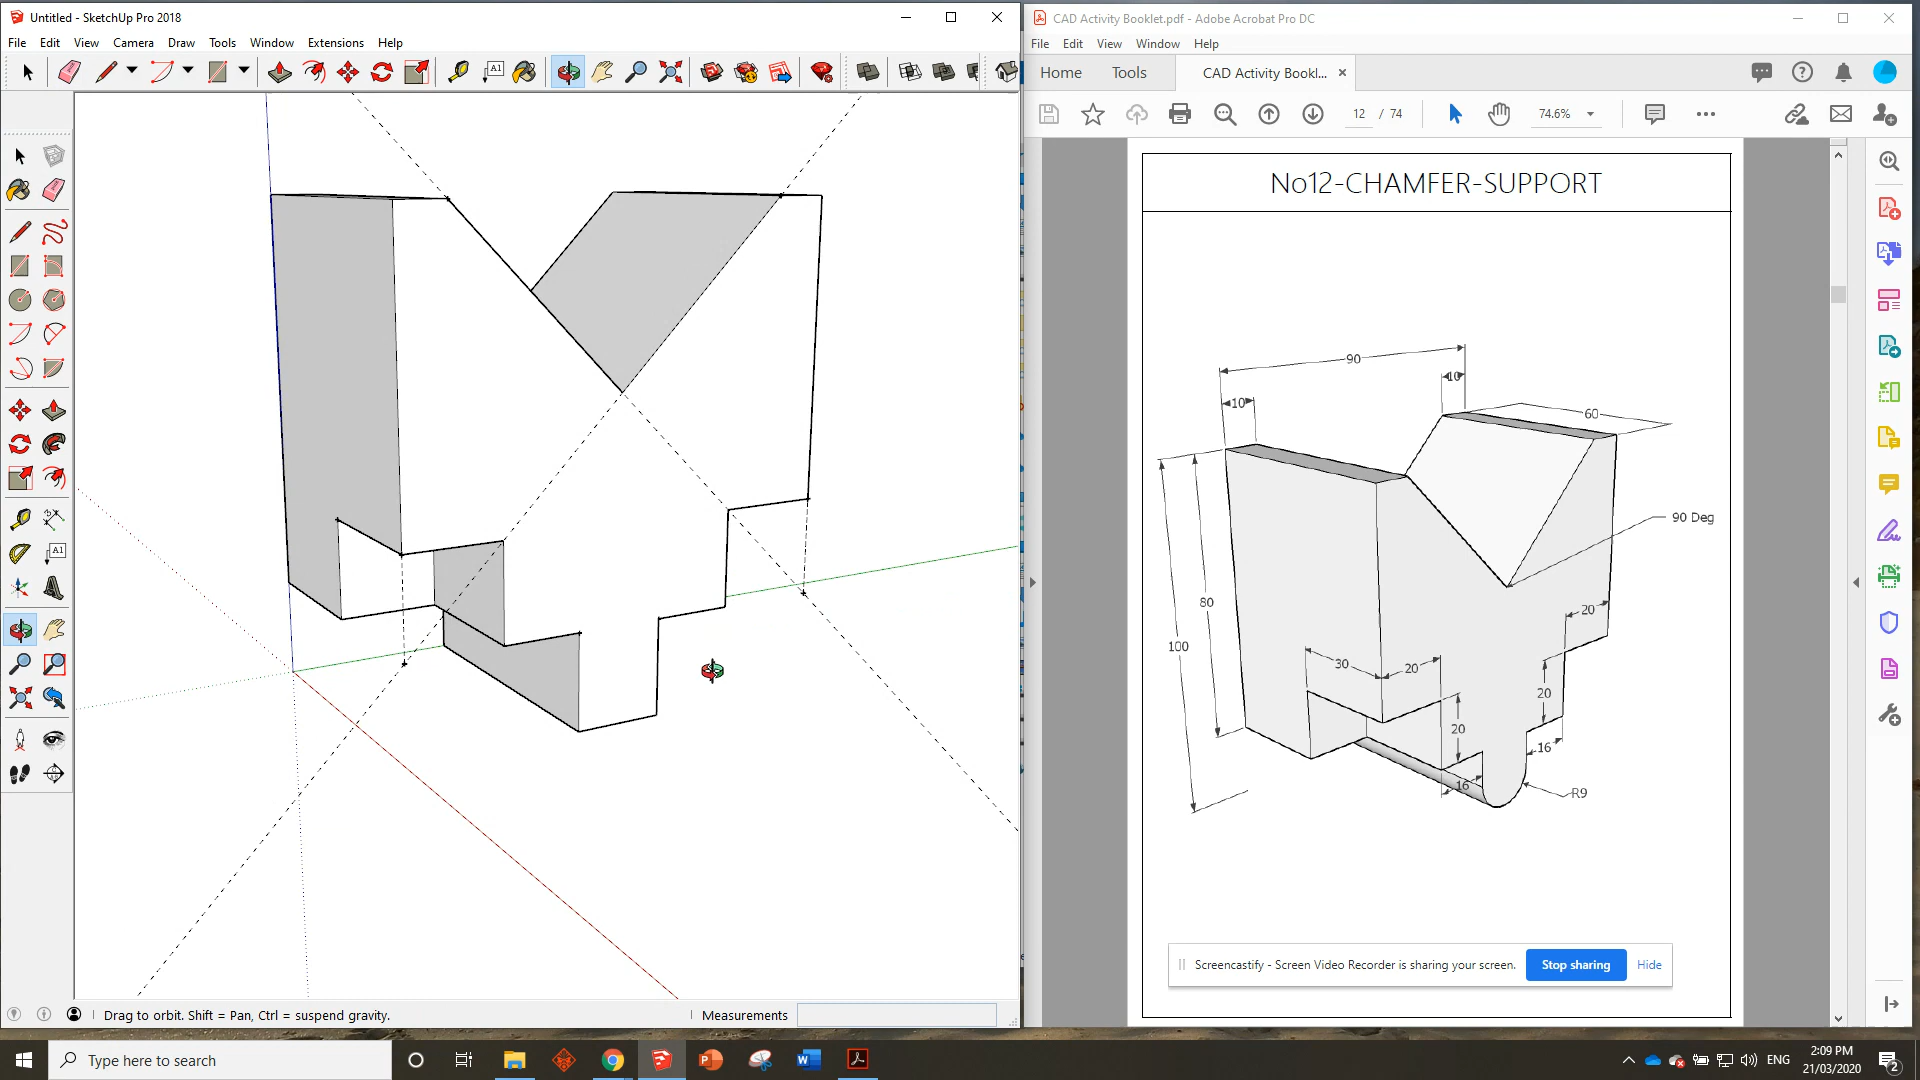 Untitled - SketchUp Pro 2018
File Edit View Camera Draw Tools Window Extensions Help
A1
A1
Drag to orbit. Shift = Pan, Ctrl = suspend gravity.
Measurements
CAD Activity Booklet.pdf - Adobe Acrobat Pro DC
File Edit View Window Help
Home Tools CAD Activity Bookl... ×
12 / 74 74.6%
No12-CHAMFER-SUPPORT
90
10
10
60
90 Deg
80
20
100
30
20
20
20
16
16
R9
Screencastify - Screen Video Recorder is sharing your screen. Stop sharing Hide
Type here to search
ENG
2:09 PM
21/03/2020
2